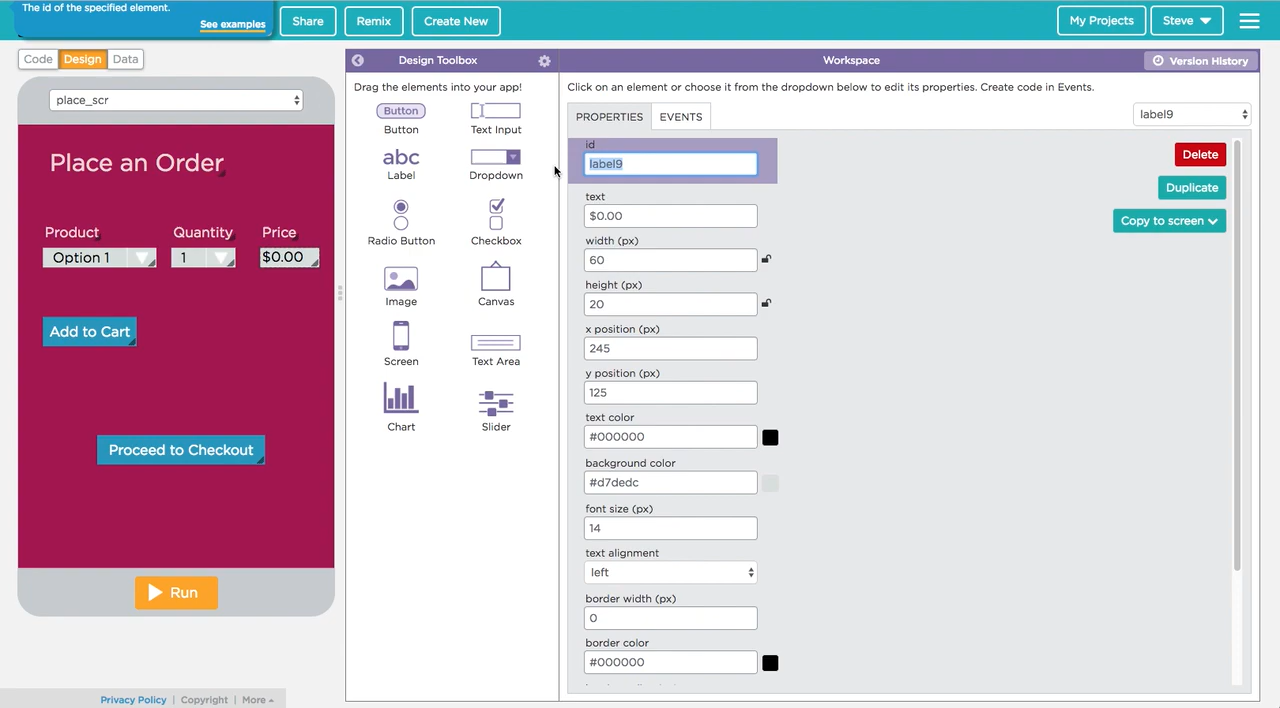 The id of the specified element.
See examples
Share
Remix
Create New
My Projects
Steve
Code
Design
Data
Design Toolbox
Workspace
Version History
place_scr
Drag the elements into your app!
Click on an element or choose it from the dropdown below to edit its properties. Create code in Events.
Button
Button
Text Input
abc
Label
Dropdown
Radio Button
Checkbox
Image
Canvas
Screen
Text Area
Chart
Slider
PROPERTIES
EVENTS
label9
id
label9
Delete
text
$0.00
Duplicate
Copy to screen
width (px)
60
height (px)
20
x position (px)
245
y position (px)
125
text color
#000000
background color
#d7dedc
font size (px)
14
text alignment
left
border width (px)
0
border color
#000000
Place an Order
Product
Quantity
Price
Option 1
1
$0.00
Add to Cart
Proceed to Checkout
Run
Privacy Policy | Copyright | More